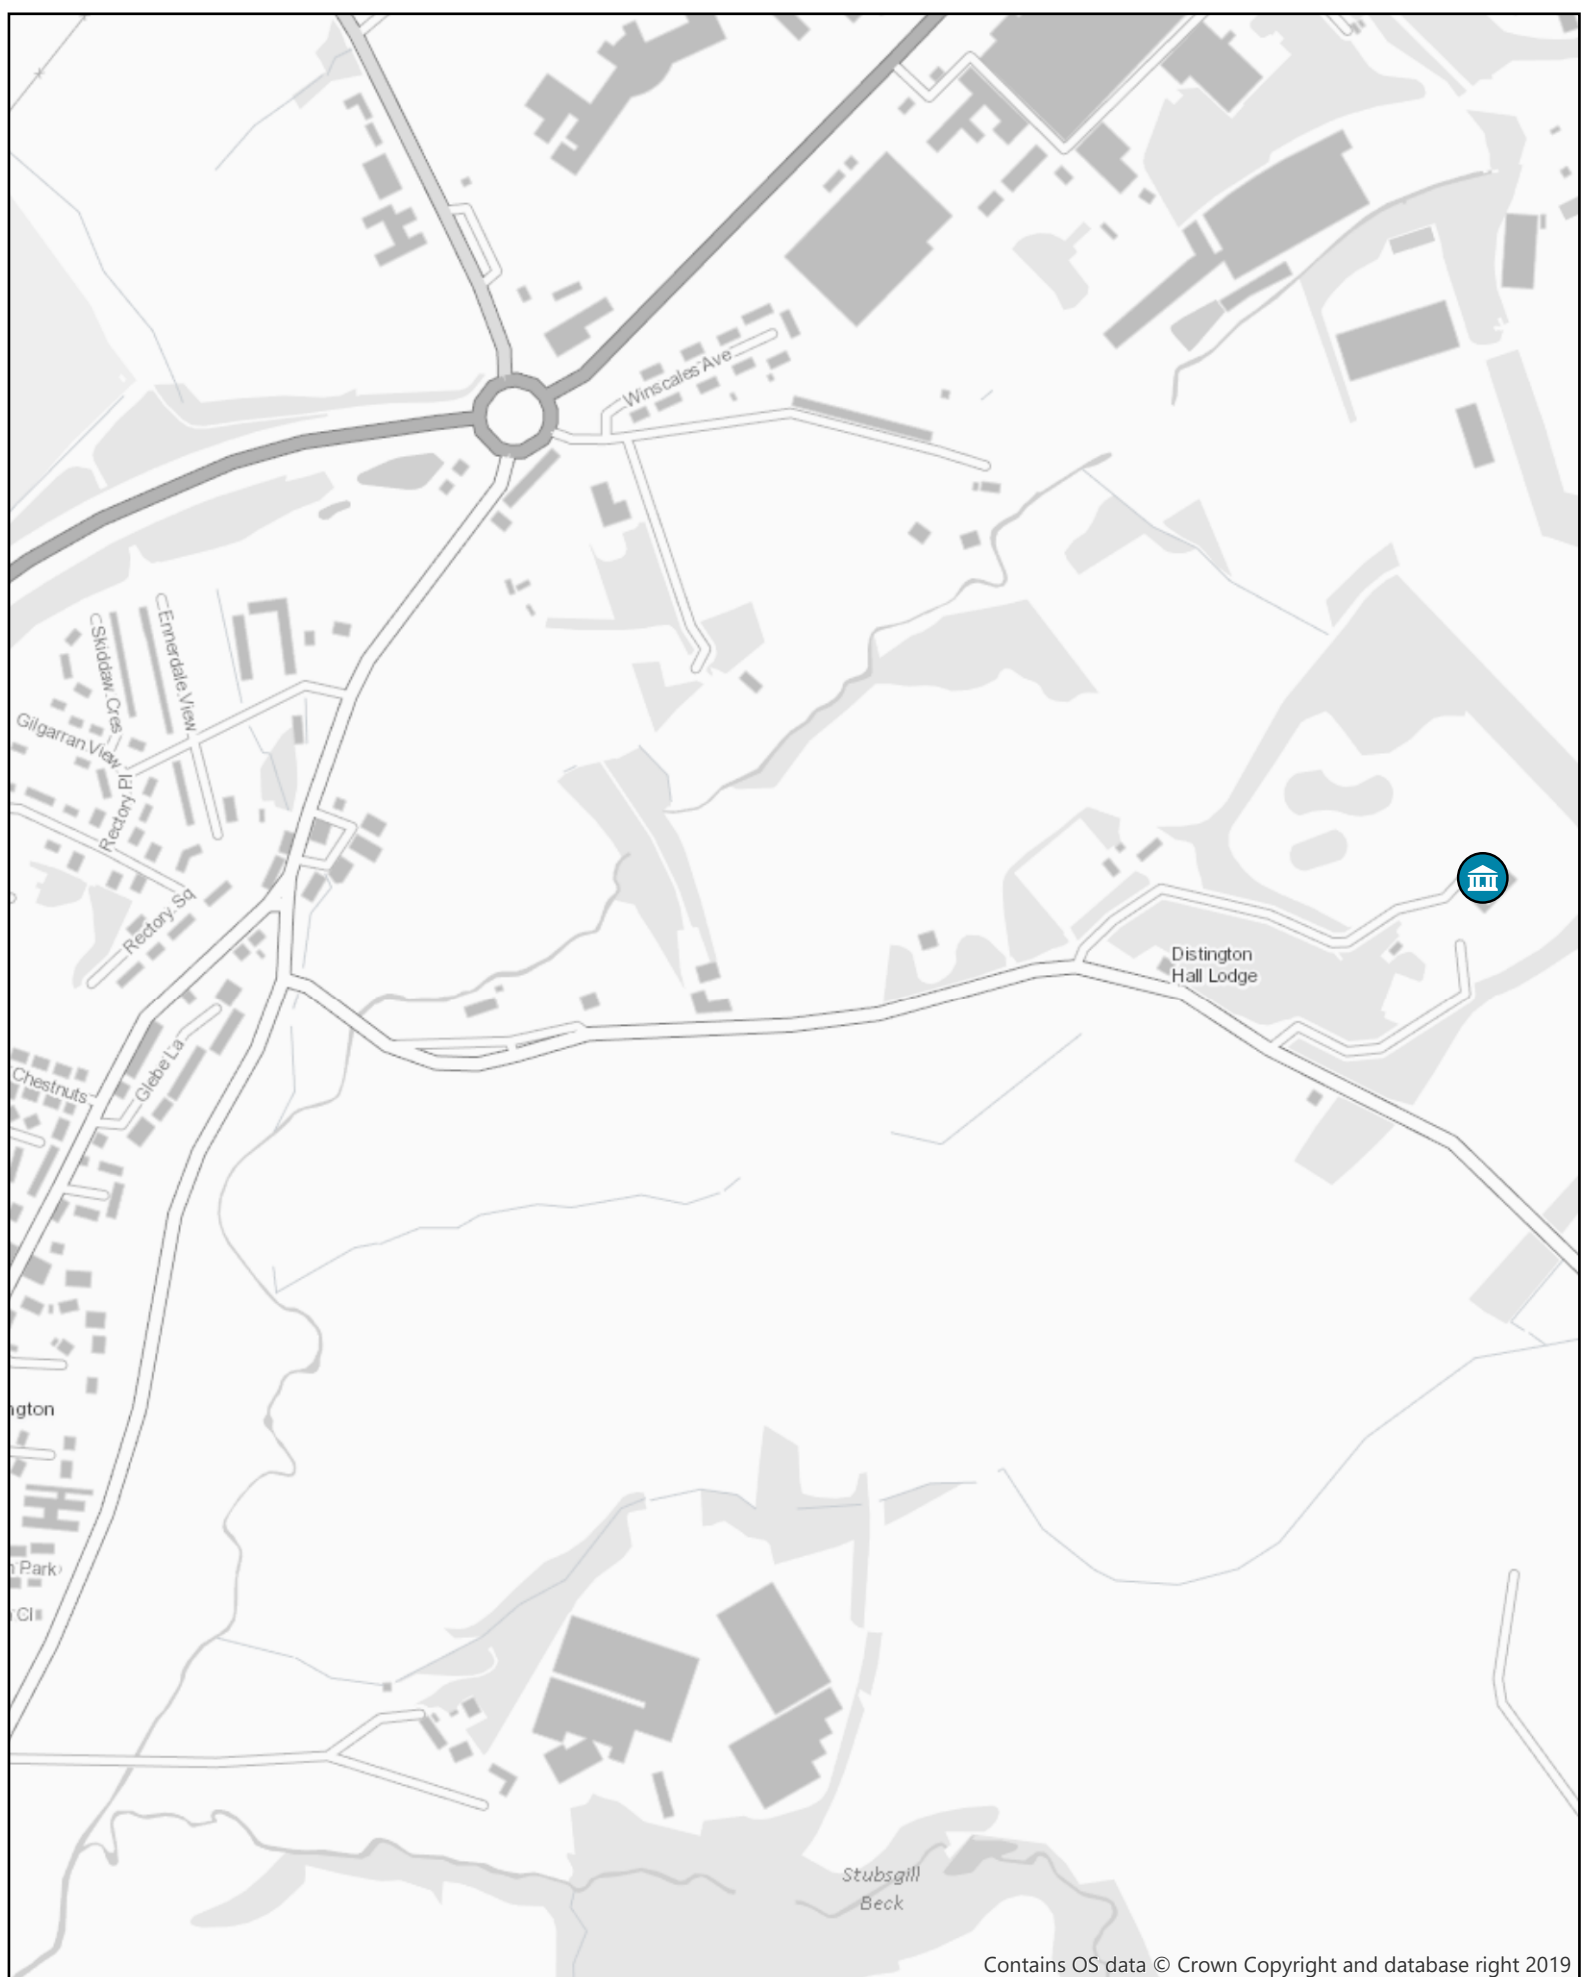 Winscales Ave
Skiddaw Cres
Ennerdale View
Gilgarran View
Rectory Pl
Rectory Sq
Distington
Hall Lodge
Glebe La
Chestnuts
ngton
n Park
Cl
Stubsgill
Beck
Contains OS data © Crown Copyright and database right 2019